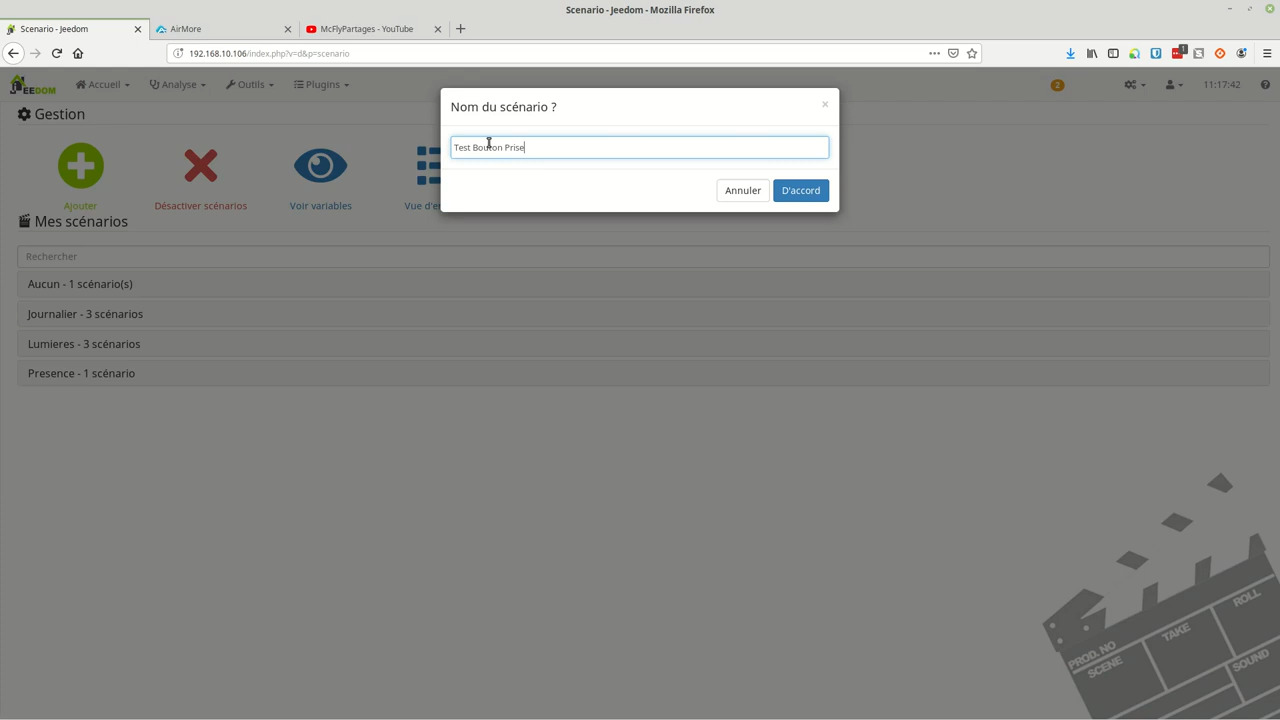 Scenario - Jeedom - Mozilla Firefox
Scenario - Jeedom
AirMore
McFlyPartages - YouTube
192.168.10.106/index.php?v=d&p=scenario
1
JEEDOM
Accueil
Analyse
Outils
Plugins
2
11:17:42
Gestion
Nom du scénario ?
×
Test Bouton Prise
Annuler
D'accord
Ajouter
Désactiver scénarios
Voir variables
Vue d'e
Mes scénarios
Rechercher
Aucun - 1 scénario(s)
Journalier - 3 scénarios
Lumieres - 3 scénarios
Presence - 1 scénario
PROD. NO
SCENE
TAKE
ROLL
SOUND